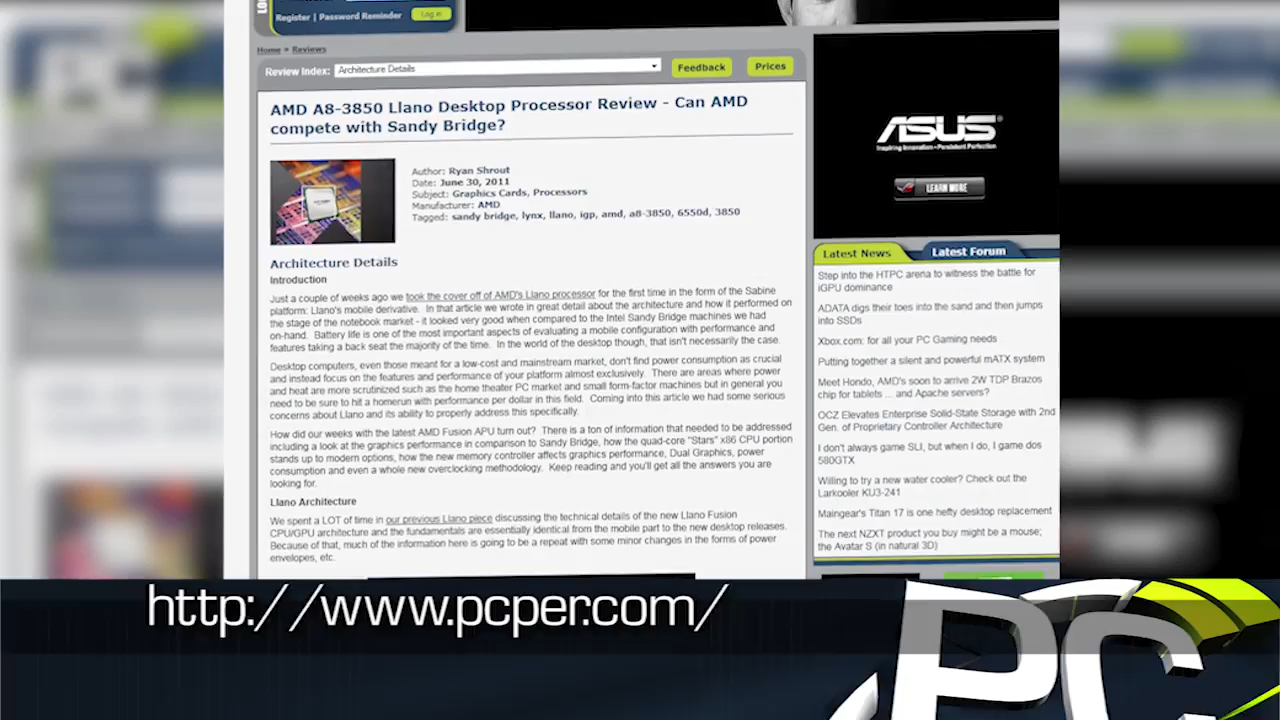 Register | Password Reminder
Log in
Home » Reviews
Review Index:
Architecture Details
Feedback
Prices
AMD A8-3850 Llano Desktop Processor Review - Can AMD
compete with Sandy Bridge?
Author: Ryan Shrout
Date: June 30, 2011
Subject: Graphics Cards, Processors
Manufacturer: AMD
Tagged: sandy bridge, lynx, llano, igp, amd, a8-3850, 6550d, 3850
Architecture Details
Introduction
Just a couple of weeks ago we took the cover off of AMD's Llano processor for the first time in the form of the Sabine
platform: Llano's mobile derivative. In that article we wrote in great detail about the architecture and how it performed on
the stage of the notebook market - it looked very good when compared to the Intel Sandy Bridge machines we had
on-hand. Battery life is one of the most important aspects of evaluating a mobile configuration with performance and
features taking a back seat the majority of the time. In the world of the desktop though, that isn't necessarily the case.
Desktop computers, even those meant for a low-cost and mainstream market, don't find power consumption as crucial
and instead focus on the features and performance of your platform almost exclusively. There are areas where power
and heat are more scrutinized such as the home theater PC market and small form-factor machines but in general you
need to be sure to hit a homerun with performance per dollar in this field. Coming into this article we had some serious
concerns about Llano and its ability to properly address this specifically.
How did our weeks with the latest AMD Fusion APU turn out? There is a ton of information that needed to be addressed
including a look at the graphics performance in comparison to Sandy Bridge, how the quad-core "Stars" x86 CPU portion
stands up to modern options, how the new memory controller affects graphics performance, Dual Graphics, power
consumption and even a whole new overclocking methodology. Keep reading and you'll get all the answers you are
looking for.
Llano Architecture
We spent a LOT of time in our previous Llano piece discussing the technical details of the new Llano Fusion
CPU/GPU architecture and the fundamentals are essentially identical from the mobile part to the new desktop releases.
Because of that, much of the information here is going to be a repeat with some minor changes in the forms of power
envelopes, etc.
ASUS
Inspiring Innovation • Persistent Perfection
LEARN MORE
Latest News
Latest Forum
Step into the HTPC arena to witness the battle for
iGPU dominance
ADATA digs their toes into the sand and then jumps
into SSDs
Xbox.com: for all your PC Gaming needs
Putting together a silent and powerful mATX system
Meet Hondo, AMD's soon to arrive 2W TDP Brazos
chip for tablets ... and Apache servers?
OCZ Elevates Enterprise Solid-State Storage with 2nd
Gen. of Proprietary Controller Architecture
I don't always game SLI, but when I do, I game dos
580GTX
Willing to try a new water cooler? Check out the
Larkooler KU3-241
Maingear's Titan 17 is one hefty desktop replacement
The next NZXT product you buy might be a mouse;
the Avatar S (in natural 3D)
http://www.pcper.com/
PC